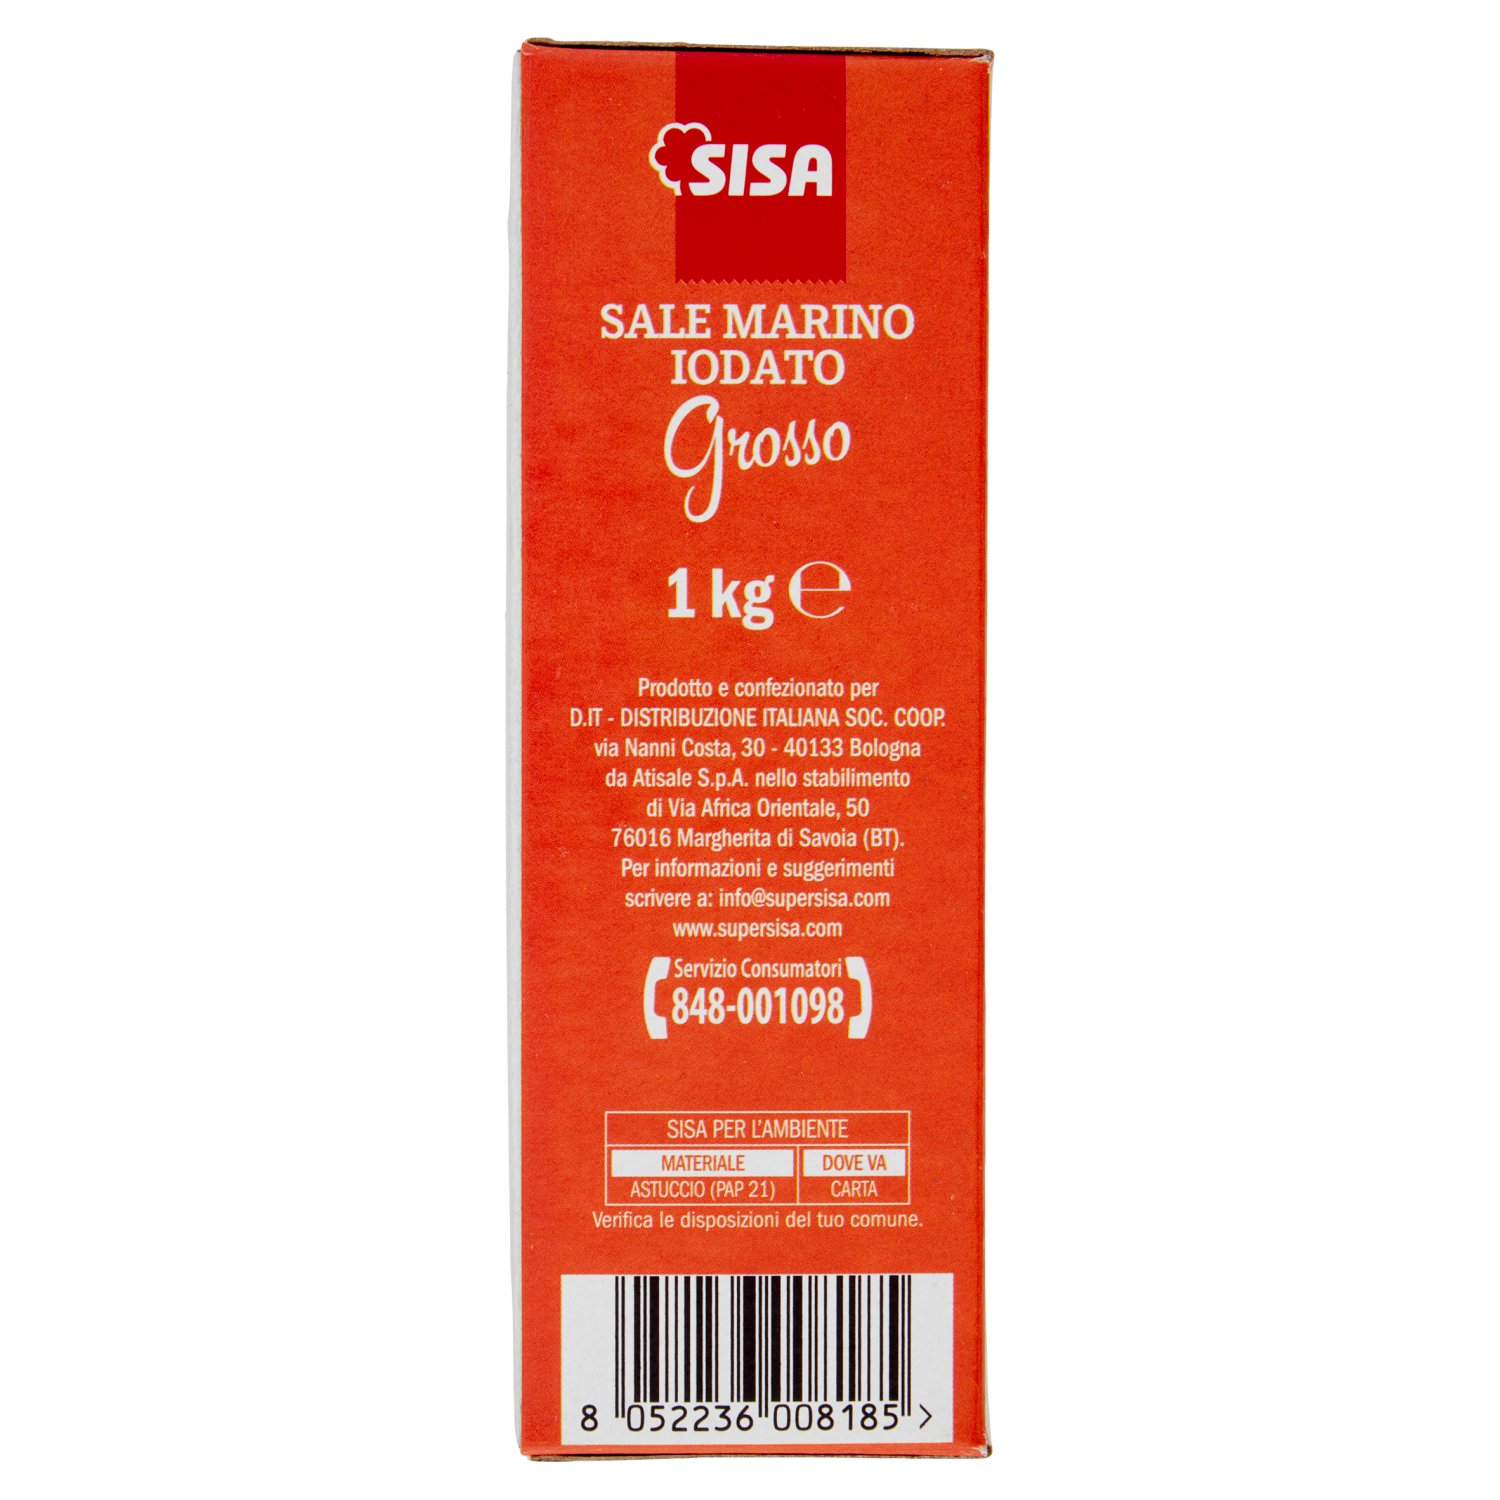 SISA
SALE MARINO
IODATO
Grosso
1 kg ℮
Prodotto e confezionato per
D.IT - DISTRIBUZIONE ITALIANA SOC. COOP.
via Nanni Costa, 30 - 40133 Bologna
da Atisale S.p.A. nello stabilimento
di Via Africa Orientale, 50
76016 Margherita di Savoia (BT).
Per informazioni e suggerimenti
scrivere a: info@supersisa.com
www.supersisa.com
Servizio Consumatori
848-001098
SISA PER L'AMBIENTE
MATERIALE DOVE VA
ASTUCCIO (PAP 21) CARTA
Verifica le disposizioni del tuo comune.
8 052236 008185 >